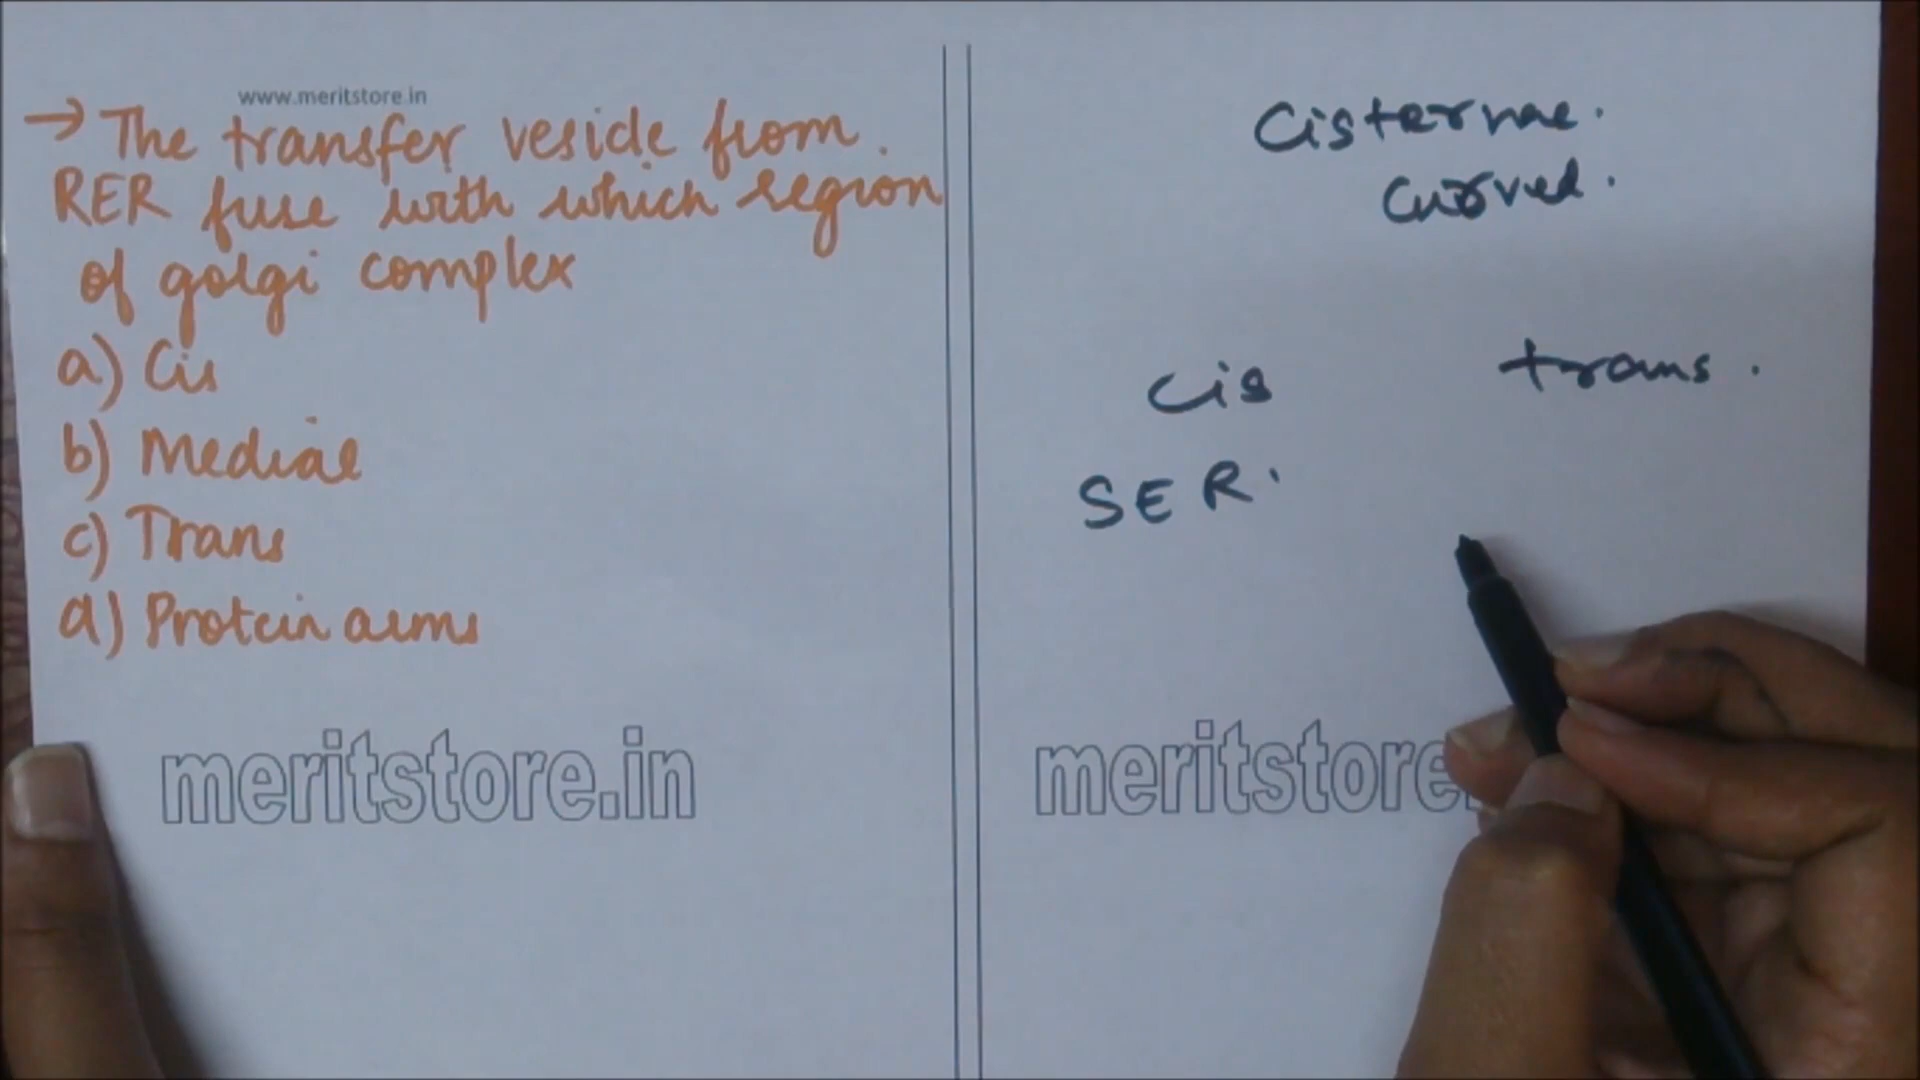 www.meritstore.in
→ The transfer vesicle from
RER fuse with which region
of golgi complex
a) Cis
b) Medial
c) Trans
d) Protein arms
meritstore.in
Cisternae.
Curved.
cis trans.
SER.
meritstore.